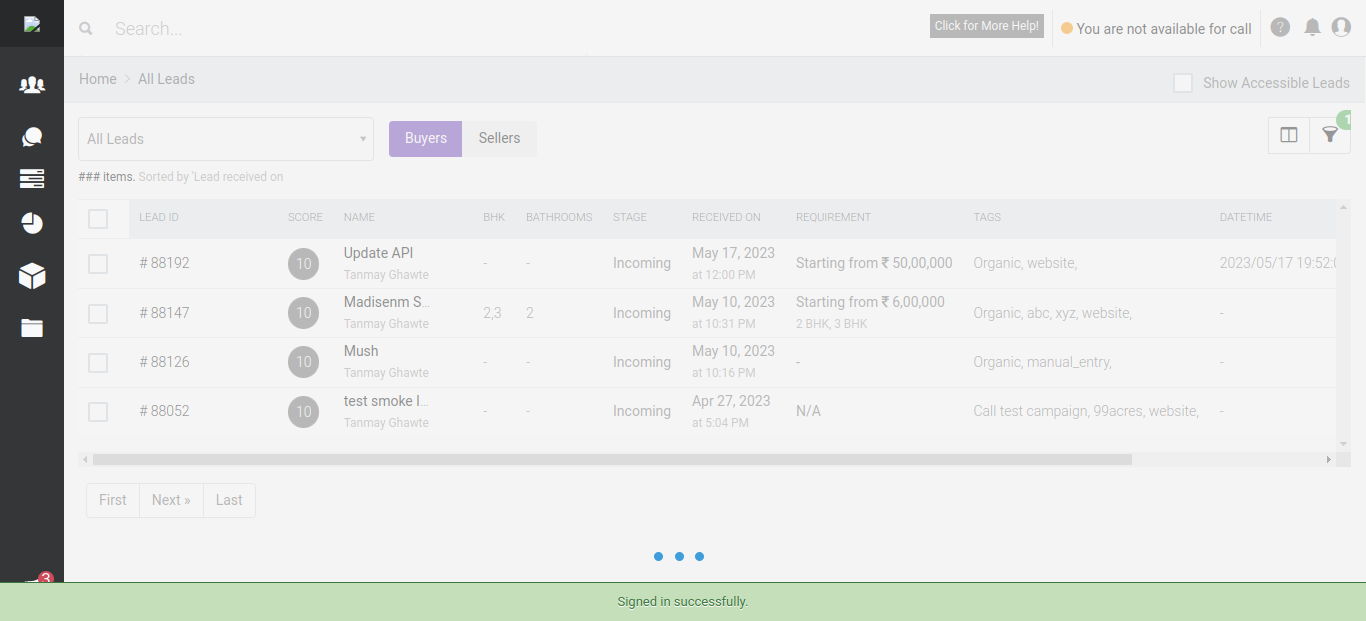 Search...
Click for More Help!
You are not available for call
?
Home > All Leads
Show Accessible Leads
All Leads
Buyers
Sellers
1
### items. Sorted by 'Lead received on
LEAD ID SCORE NAME BHK BATHROOMS STAGE RECEIVED ON REQUIREMENT TAGS DATETIME
# 88192 10 Update API - - Incoming May 17, 2023 Starting from ₹ 50,00,000 Organic, website, 2023/05/17 19:52:0
Tanmay Ghawte at 12:00 PM
# 88147 10 Madisenm S... 2,3 2 Incoming May 10, 2023 Starting from ₹ 6,00,000 Organic, abc, xyz, website, -
Tanmay Ghawte at 10:31 PM 2 BHK, 3 BHK
# 88126 10 Mush - - Incoming May 10, 2023 - Organic, manual_entry, -
Tanmay Ghawte at 10:16 PM
# 88052 10 test smoke l... - - Incoming Apr 27, 2023 N/A Call test campaign, 99acres, website, -
Tanmay Ghawte at 5:04 PM
First Next » Last
3
Signed in successfully.